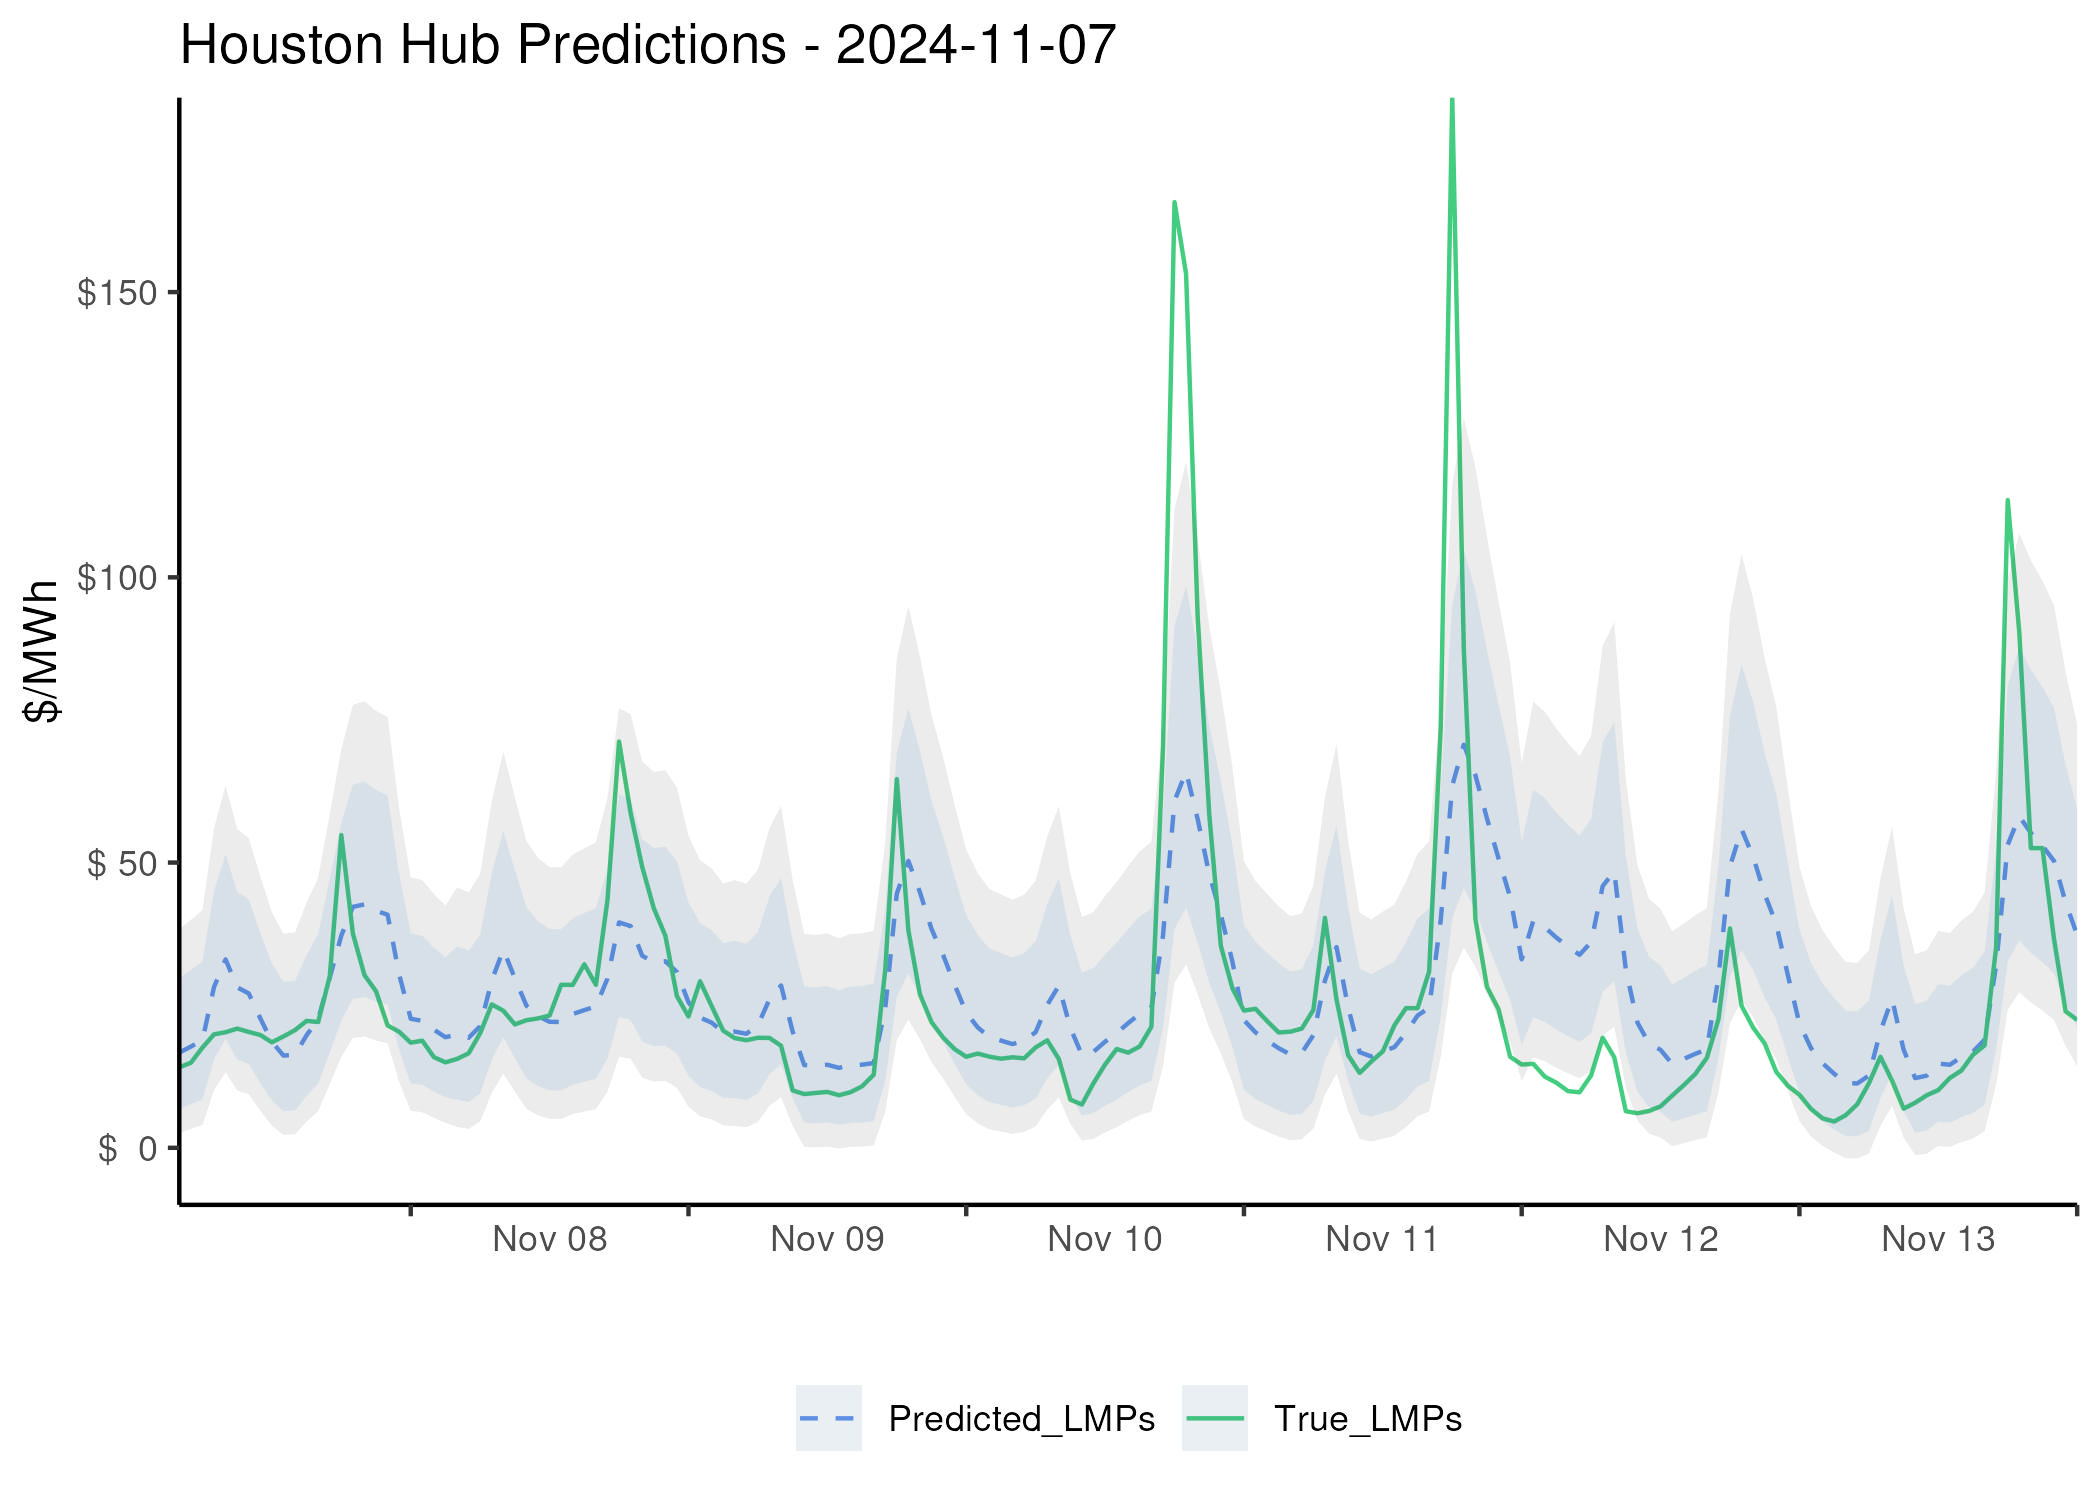 Houston Hub Predictions - 2024-11-07
$/MWh
$150
$100
$ 50
$  0
Nov 08
Nov 09
Nov 10
Nov 11
Nov 12
Nov 13
Predicted_LMPs
True_LMPs